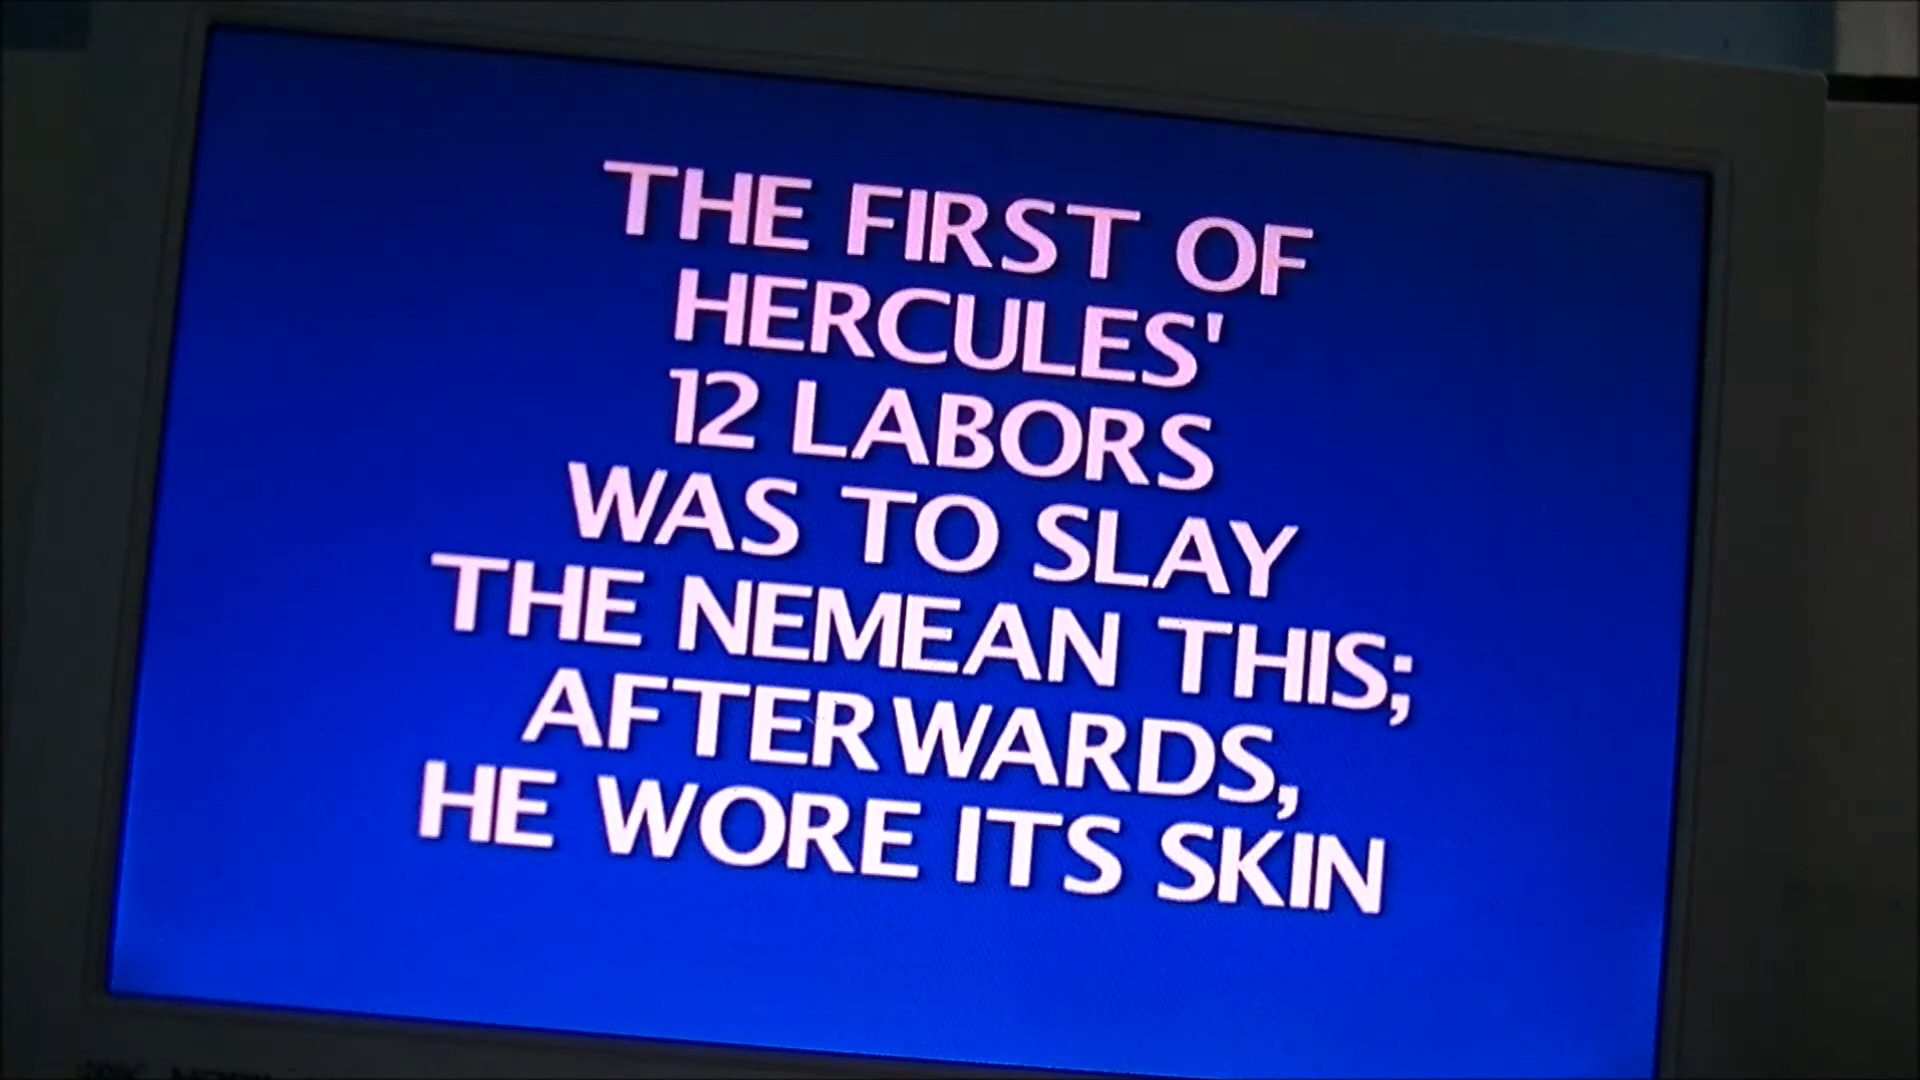 THE FIRST OF
HERCULES'
12 LABORS
WAS TO SLAY
THE NEMEAN THIS;
AFTERWARDS,
HE WORE ITS SKIN